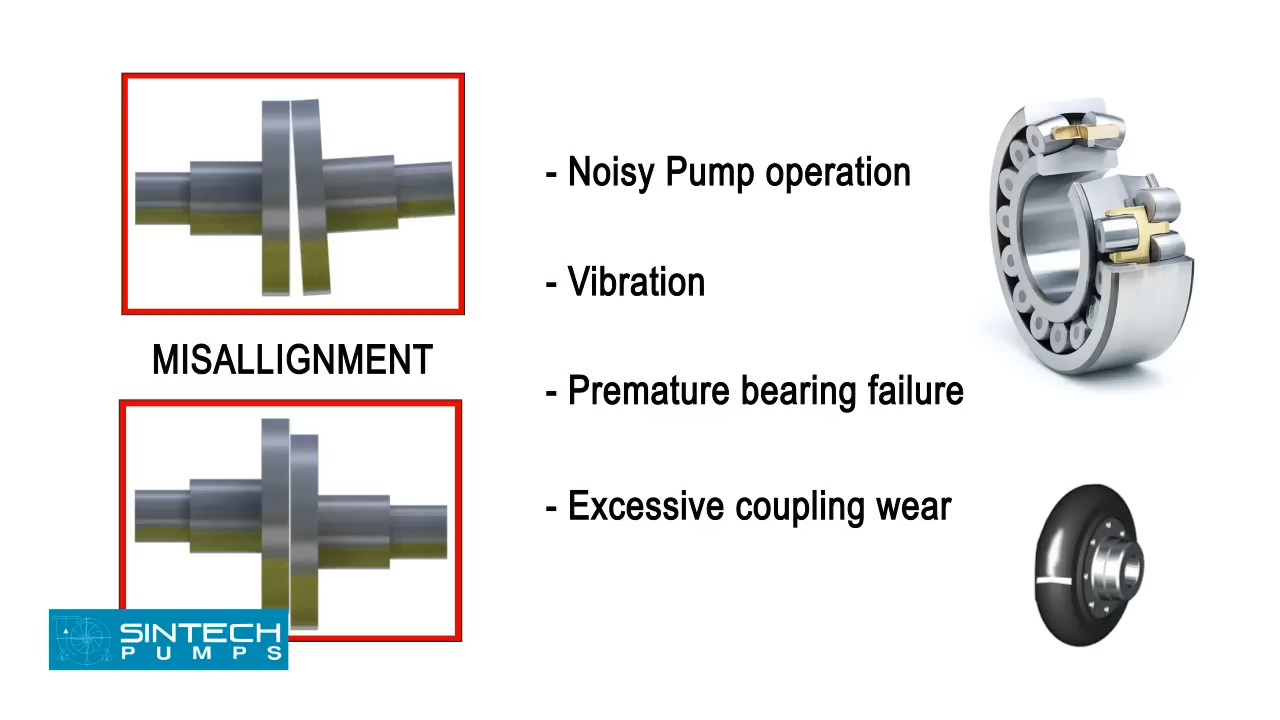 - Noisy Pump operation
- Vibration
MISALLIGNMENT
- Premature bearing failure
- Excessive coupling wear
SINTECH
PUMPS